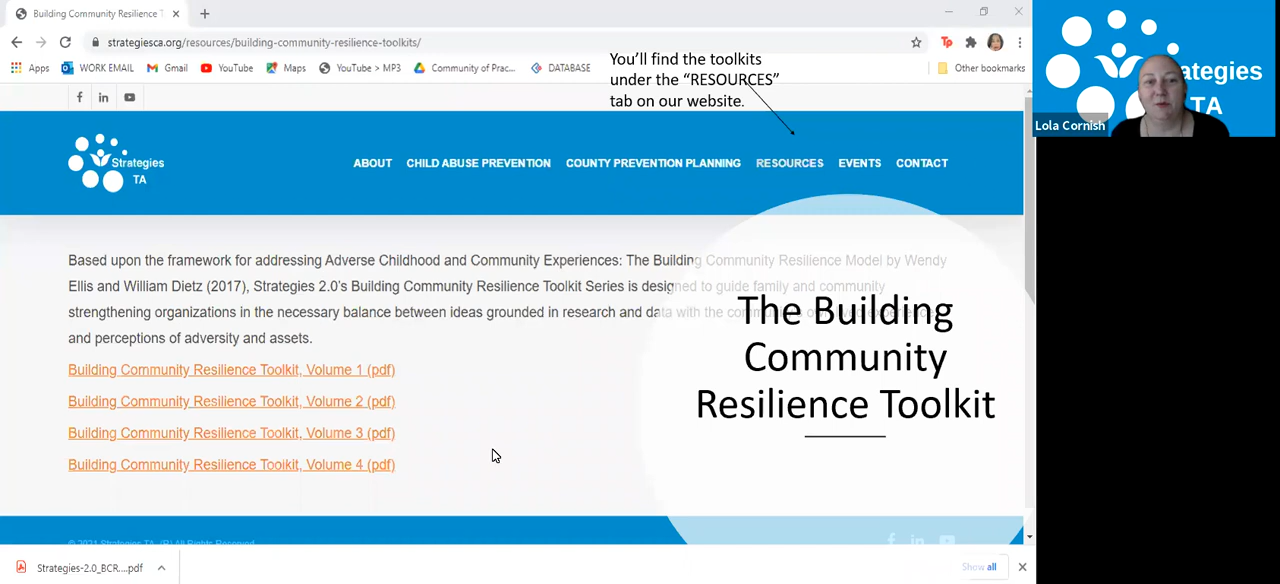 Building Community Resilience T
strategiesca.org/resources/building-community-resilience-toolkits/
Apps WORK EMAIL Gmail YouTube Maps YouTube > MP3 Community of Prac... DATABASE Other bookmarks
You'll find the toolkits
under the "RESOURCES"
tab on our website.
Strategies
TA
ABOUT CHILD ABUSE PREVENTION COUNTY PREVENTION PLANNING RESOURCES EVENTS CONTACT
Based upon the framework for addressing Adverse Childhood and Community Experiences: The Building Community Resilience Model by Wendy
Ellis and William Dietz (2017), Strategies 2.0's Building Community Resilience Toolkit Series is designed to guide family and community
strengthening organizations in the necessary balance between ideas grounded in research and data with the
and perceptions of adversity and assets.
Building Community Resilience Toolkit, Volume 1 (pdf)
Building Community Resilience Toolkit, Volume 2 (pdf)
Building Community Resilience Toolkit, Volume 3 (pdf)
Building Community Resilience Toolkit, Volume 4 (pdf)
The Building
Community
Resilience Toolkit
© 2021 Strategies TA. All Rights Reserved.
Strategies-2.0_BCR....pdf
Show all
ategies
TA
Lola Cornish